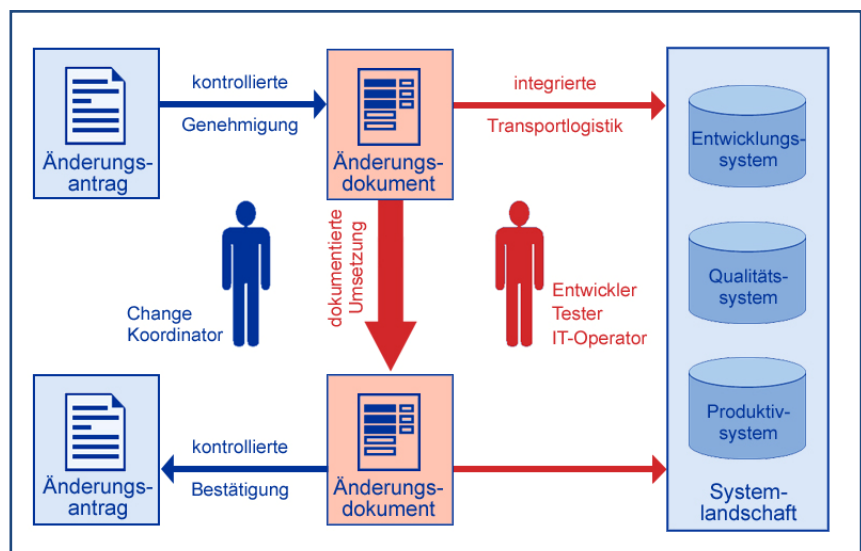 kontrollierte
Genehmigung
Änderungs-
antrag
Änderungs-
dokument
integrierte
Transportlogistik
Entwicklungs-
system
dokumentierte
Umsetzung
Change
Koordinator
Entwickler
Tester
IT-Operator
Qualitäts-
system
Produktiv-
system
kontrollierte
Bestätigung
Änderungs-
antrag
Änderungs-
dokument
System-
landschaft